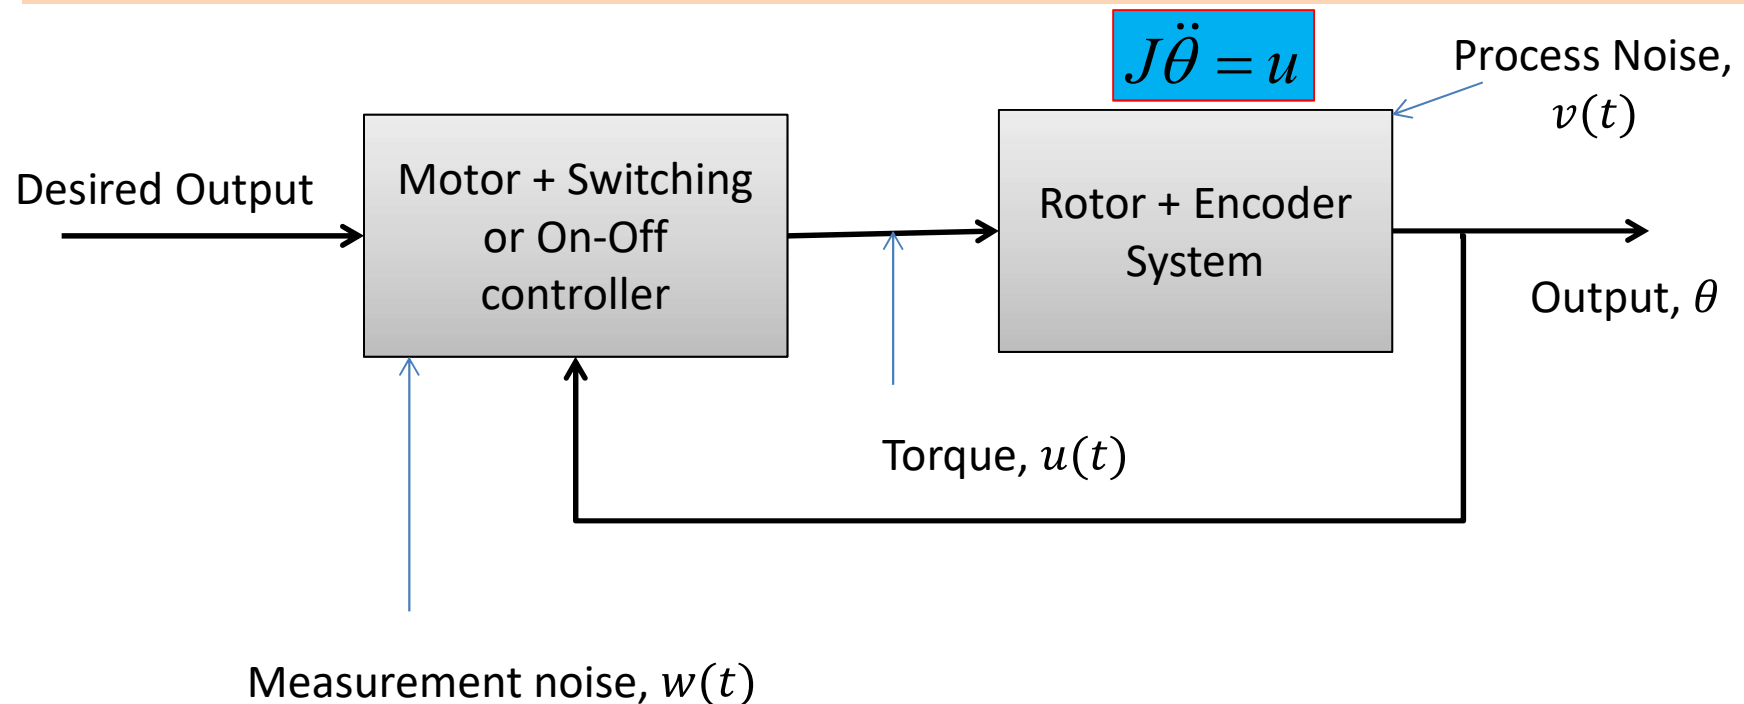 Jθ̈ = u
Process Noise,
v(t)
Desired Output
Motor + Switching
or On-Off
controller
Rotor + Encoder
System
Output, θ
Torque, u(t)
Measurement noise, w(t)